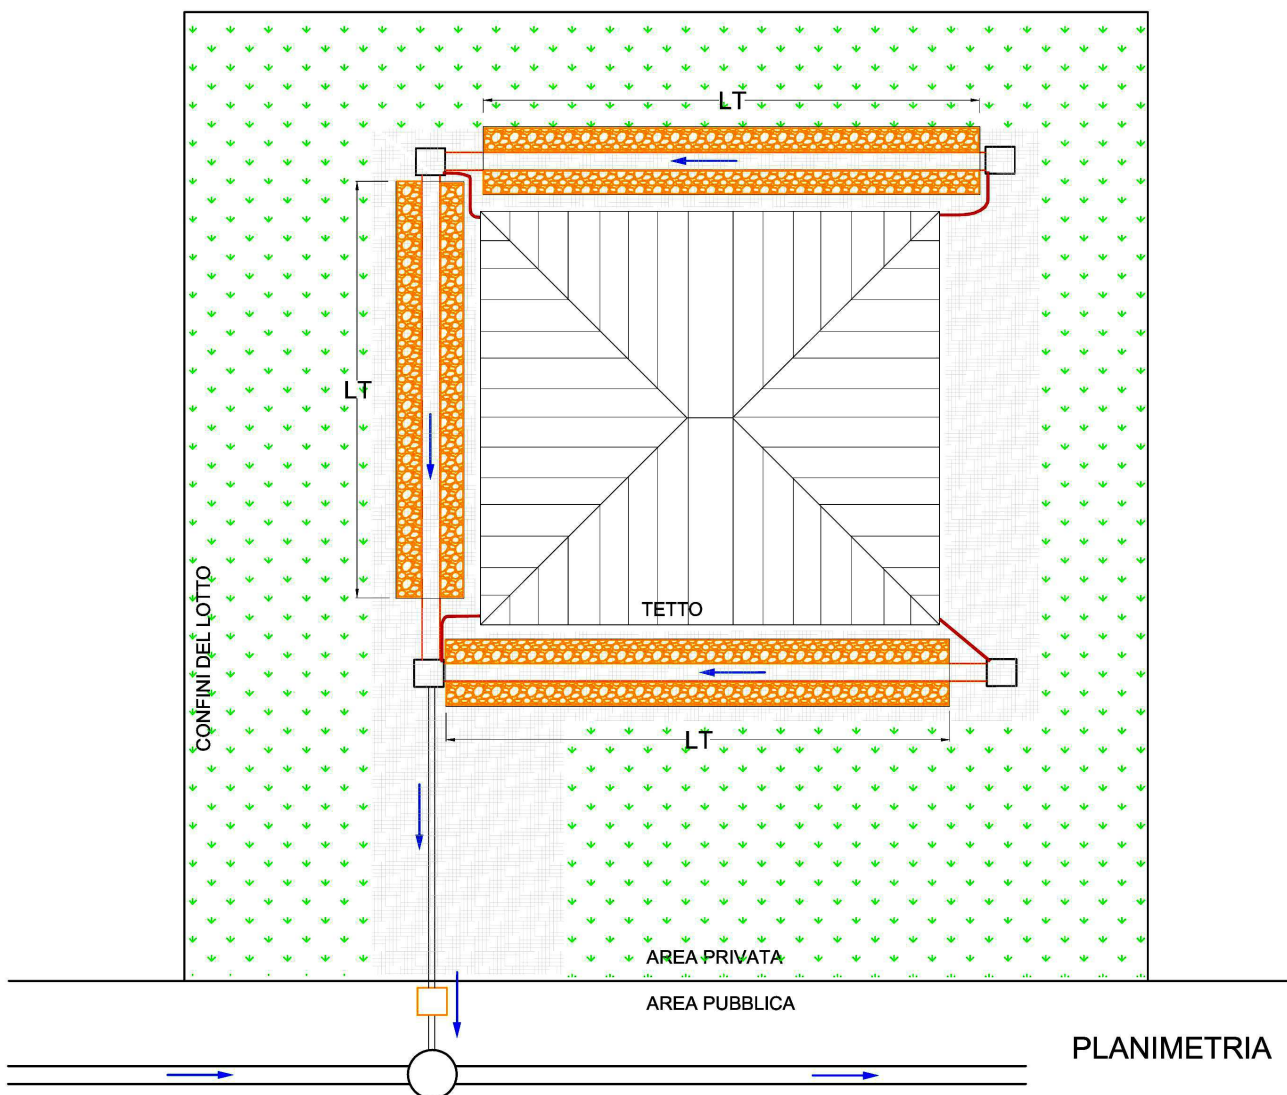 LT
LT
CONFINI DEL LOTTO
TETTO
LT
AREA PRIVATA
AREA PUBBLICA
PLANIMETRIA